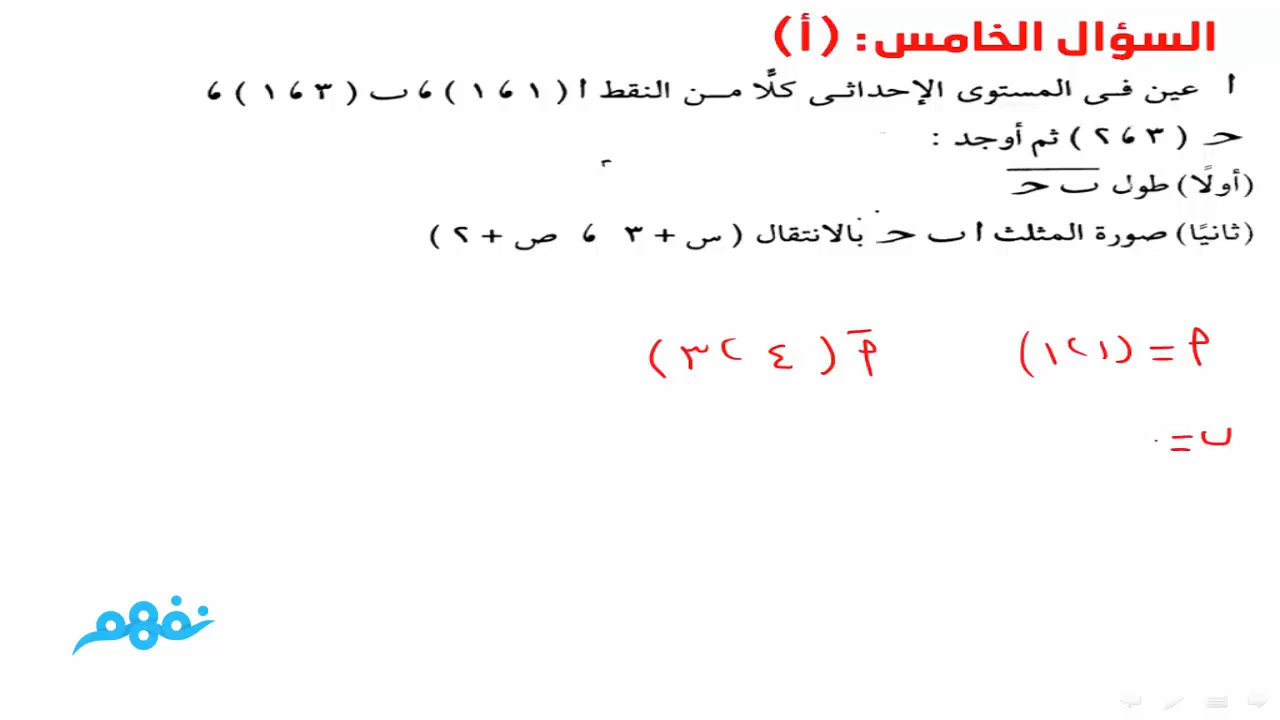 السؤال الخامس: (أ)
أ عين فى المستوى الإحداثى كلًّا من النقط ا (١ ، ١) ، ب (٣ ، ١) ،
حـ (٣ ، ٢) ثم أوجد :
(أولًا) طول ب حـ
(ثانيًا) صورة المثلث ا ب حـ بالانتقال (س + ٣ ، ص + ٢)
م = (١ ، ١) م̅ (٤ ، ٣)
ب =
نفهم